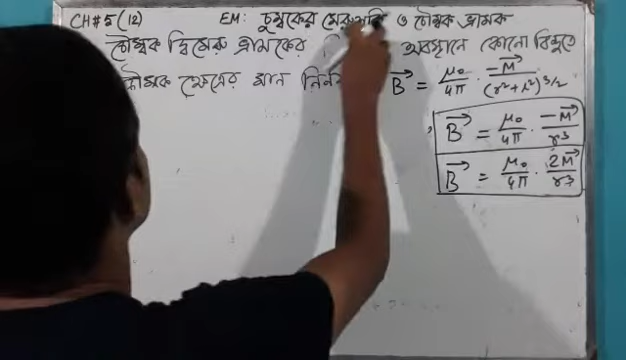 CH#5(12) EM: চুম্বকের মেরুশক্তি ও চৌম্বক ভ্রামক
চৌম্বক দ্বিমেরু ভ্রামকের অবস্থানে কোনো বিন্দুতে
চৌম্বক ক্ষেত্রের মান B⃗ = μ₀/4π · −M⃗/(r²+l²)^3/2
B⃗ = μ₀/4π · −M⃗/r³
B⃗ = μ₀/4π · 2M⃗/r³